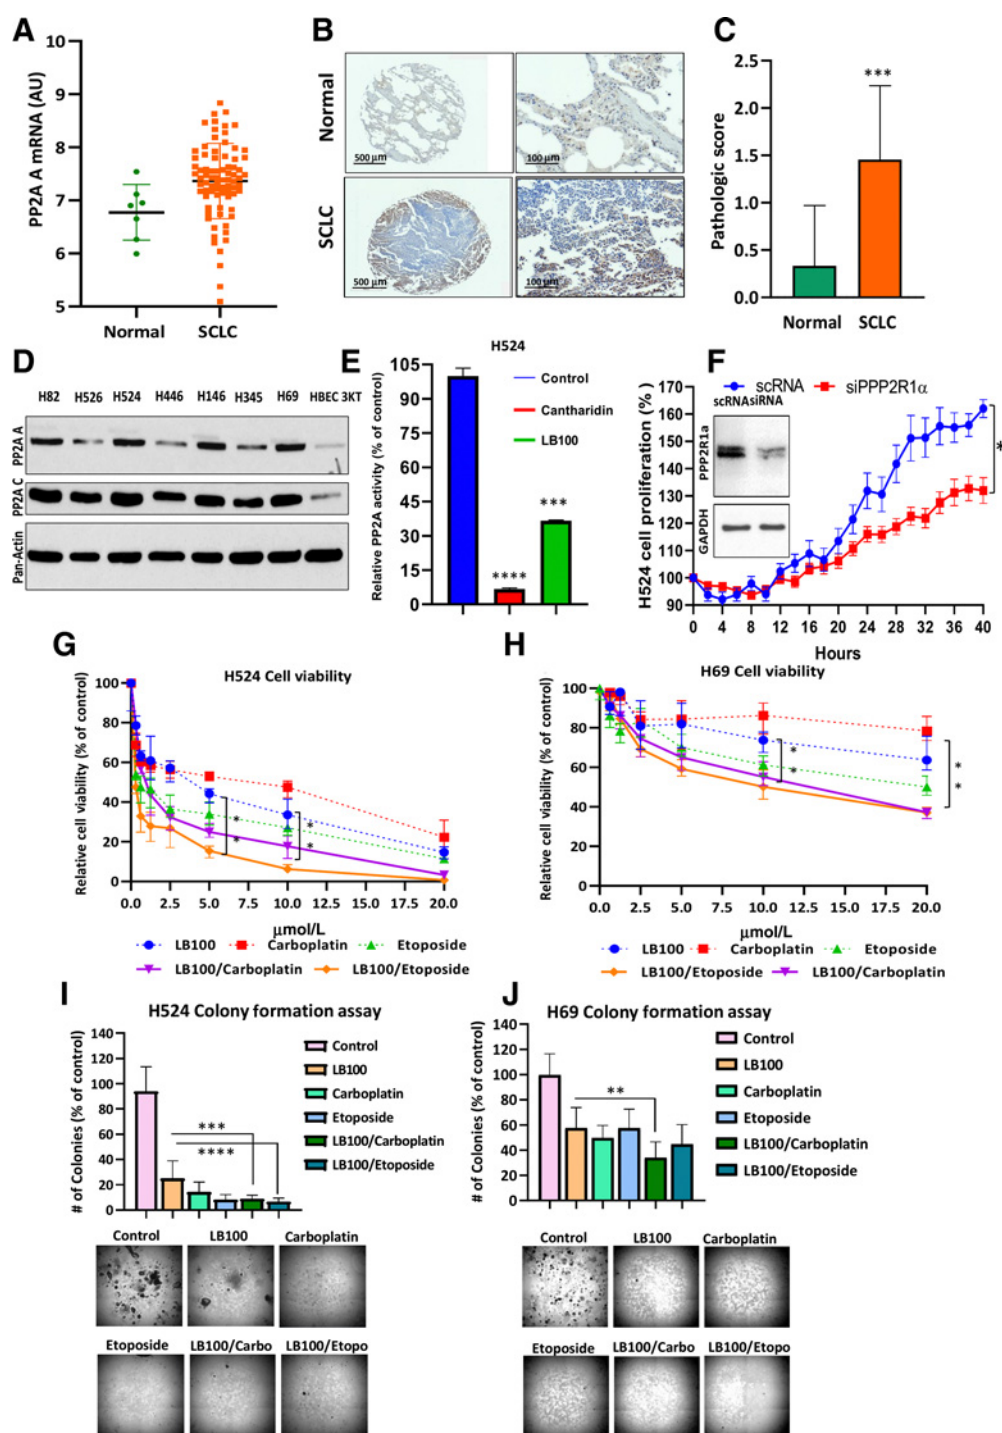 A
PP2A A mRNA (AU)
10
9
8
7
6
5
Normal
SCLC
B
Normal
500 µm
100 µm
SCLC
500 µm
100 µm
C
Pathologic score
2.5
2.0
1.5
1.0
0.5
0.0
***
Normal
SCLC
D
H82 H526 H524 H446 H146 H345 H69 HBEC 3KT
PP2A A
PP2A C
Pan-Actin
E
H524
Relative PP2A activity (% of control)
105
90
75
60
45
30
15
0
Control
Cantharidin
LB100
****
***
F
scRNA siPPP2R1α
H524 cell proliferation (%)
170
160
150
140
130
120
110
100
90
scRNA siRNA
PPP2R1a
GAPDH
*
0 4 8 12 16 20 24 28 32 36 40
Hours
G
H524 Cell viability
Relative cell viability (% of control)
100
80
60
40
20
0
* *
* *
0.0 2.5 5.0 7.5 10.0 12.5 15.0 17.5 20.0
µmol/L
LB100 Carboplatin Etoposide
LB100/Carboplatin LB100/Etoposide
H
H69 Cell viability
Relative cell viability (% of control)
100
80
60
40
20
0
* *
* *
0.0 2.5 5.0 7.5 10.0 12.5 15.0 17.5 20.0
µmol/L
LB100 Carboplatin Etoposide
LB100/Etoposide LB100/Carboplatin
I
H524 Colony formation assay
# of Colonies (% of control)
140
120
100
80
60
40
20
0
***
****
Control
LB100
Carboplatin
Etoposide
LB100/Carboplatin
LB100/Etoposide
Control LB100 Carboplatin
Etoposide LB100/Carbo LB100/Etopo
J
H69 Colony formation assay
# of Colonies (% of control)
140
120
100
80
60
40
20
0
**
Control
LB100
Carboplatin
Etoposide
LB100/Carboplatin
LB100/Etoposide
Control LB100 Carboplatin
Etoposide LB100/Carbo LB100/Etopo